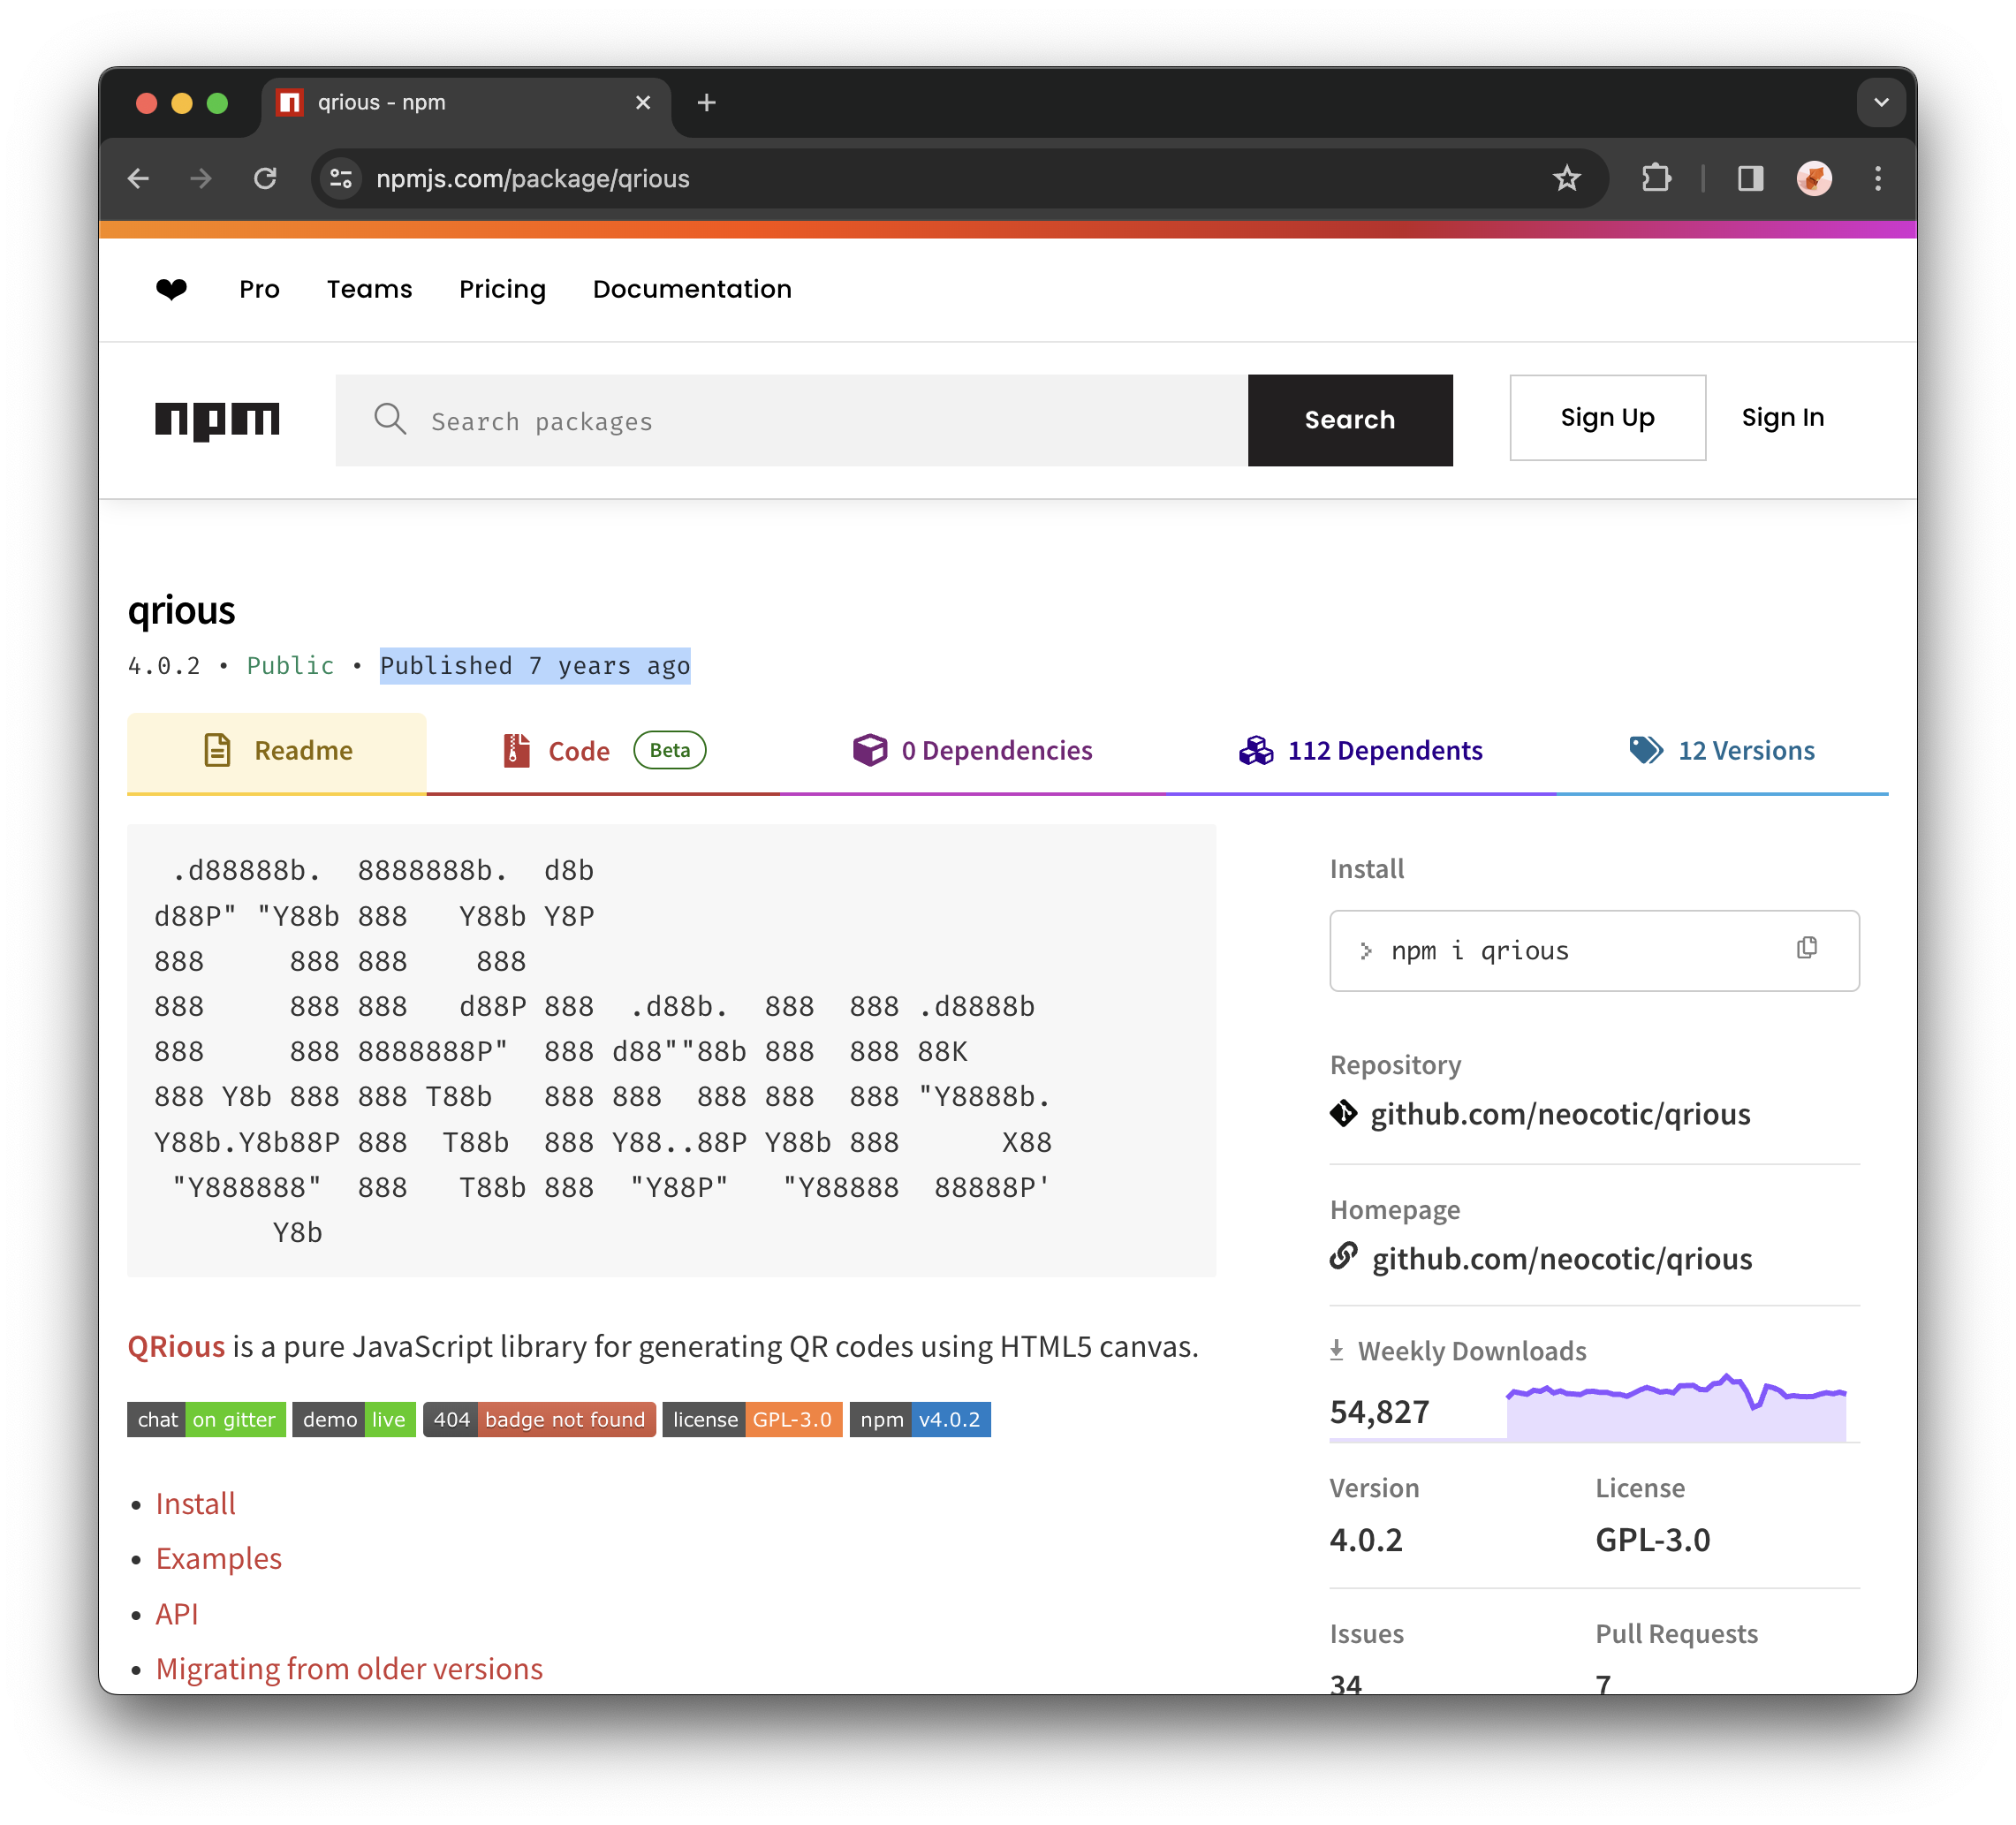 qrious - npm
npmjs.com/package/qrious
❤ Pro Teams Pricing Documentation
npm Search packages Search Sign Up Sign In
qrious
4.0.2 • Public • Published 7 years ago
Readme Code Beta 0 Dependencies 112 Dependents 12 Versions
 .d88888b.  8888888b.  d8b
d88P" "Y88b 888   Y88b Y8P
888     888 888    888
888     888 888   d88P 888  .d88b.  888  888 .d8888b
888     888 8888888P"  888 d88""88b 888  888 88K
888 Y8b 888 888 T88b   888 888  888 888  888 "Y8888b.
Y88b.Y8b88P 888  T88b  888 Y88..88P Y88b 888      X88
 "Y888888"  888   T88b 888  "Y88P"   "Y88888  88888P'
       Y8b
QRious is a pure JavaScript library for generating QR codes using HTML5 canvas.
chat on gitter demo live 404 badge not found license GPL-3.0 npm v4.0.2
• Install
• Examples
• API
• Migrating from older versions
Install
> npm i qrious
Repository
github.com/neocotic/qrious
Homepage
github.com/neocotic/qrious
Weekly Downloads
54,827
Version License
4.0.2 GPL-3.0
Issues Pull Requests
34 7